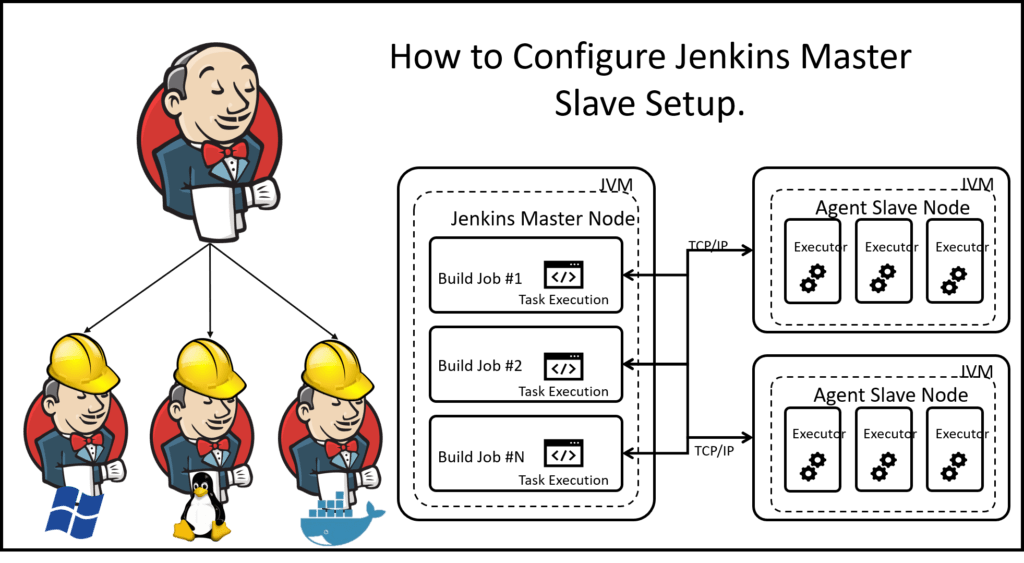 How to Configure Jenkins Master
Slave Setup.
JVM
Jenkins Master Node
Build Job #1
</>
Task Execution
Build Job #2
</>
Task Execution
Build Job #N
</>
Task Execution
TCP/IP
TCP/IP
JVM
Agent Slave Node
Executor Executor Executor
JVM
Agent Slave Node
Executor Executor Executor